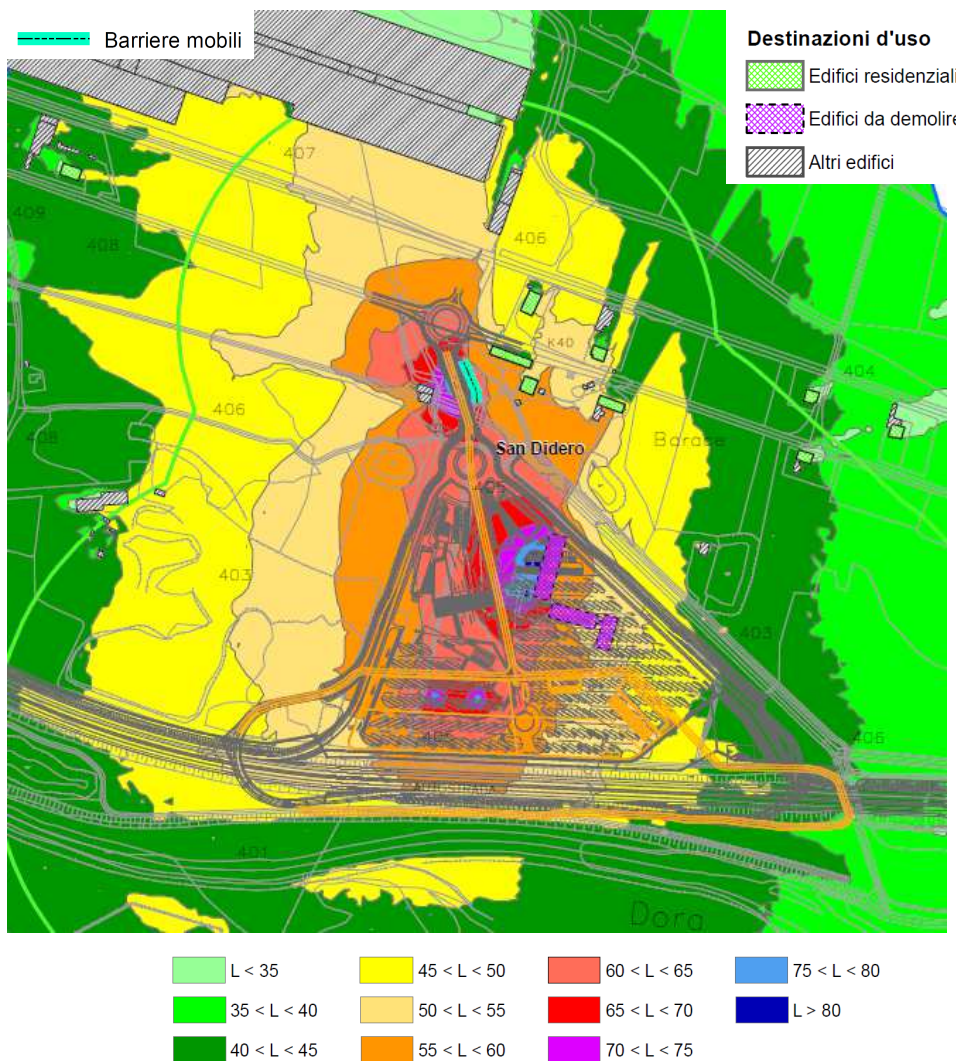 Barriere mobili
Destinazioni d'uso
Edifici residenziali
Edifici da demolire
Altri edifici
407
409
408
406
K40
404
406
408
Barace
San Didero
405
403
403
406
AUTOSTRADA
401
Dora
L < 35
45 < L < 50
60 < L < 65
75 < L < 80
35 < L < 40
50 < L < 55
65 < L < 70
L > 80
40 < L < 45
55 < L < 60
70 < L < 75